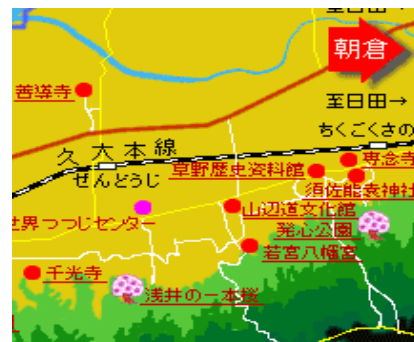 至日田→
朝倉
善導寺
至日田→
ちくごくさの
久大本線
専念寺
ぜんどうじ
草野歴史資料館
須佐能袁神社
世界つつじセンター
山辺道文化館
発心公園
若宮八幡宮
千光寺
浅井の一本桜